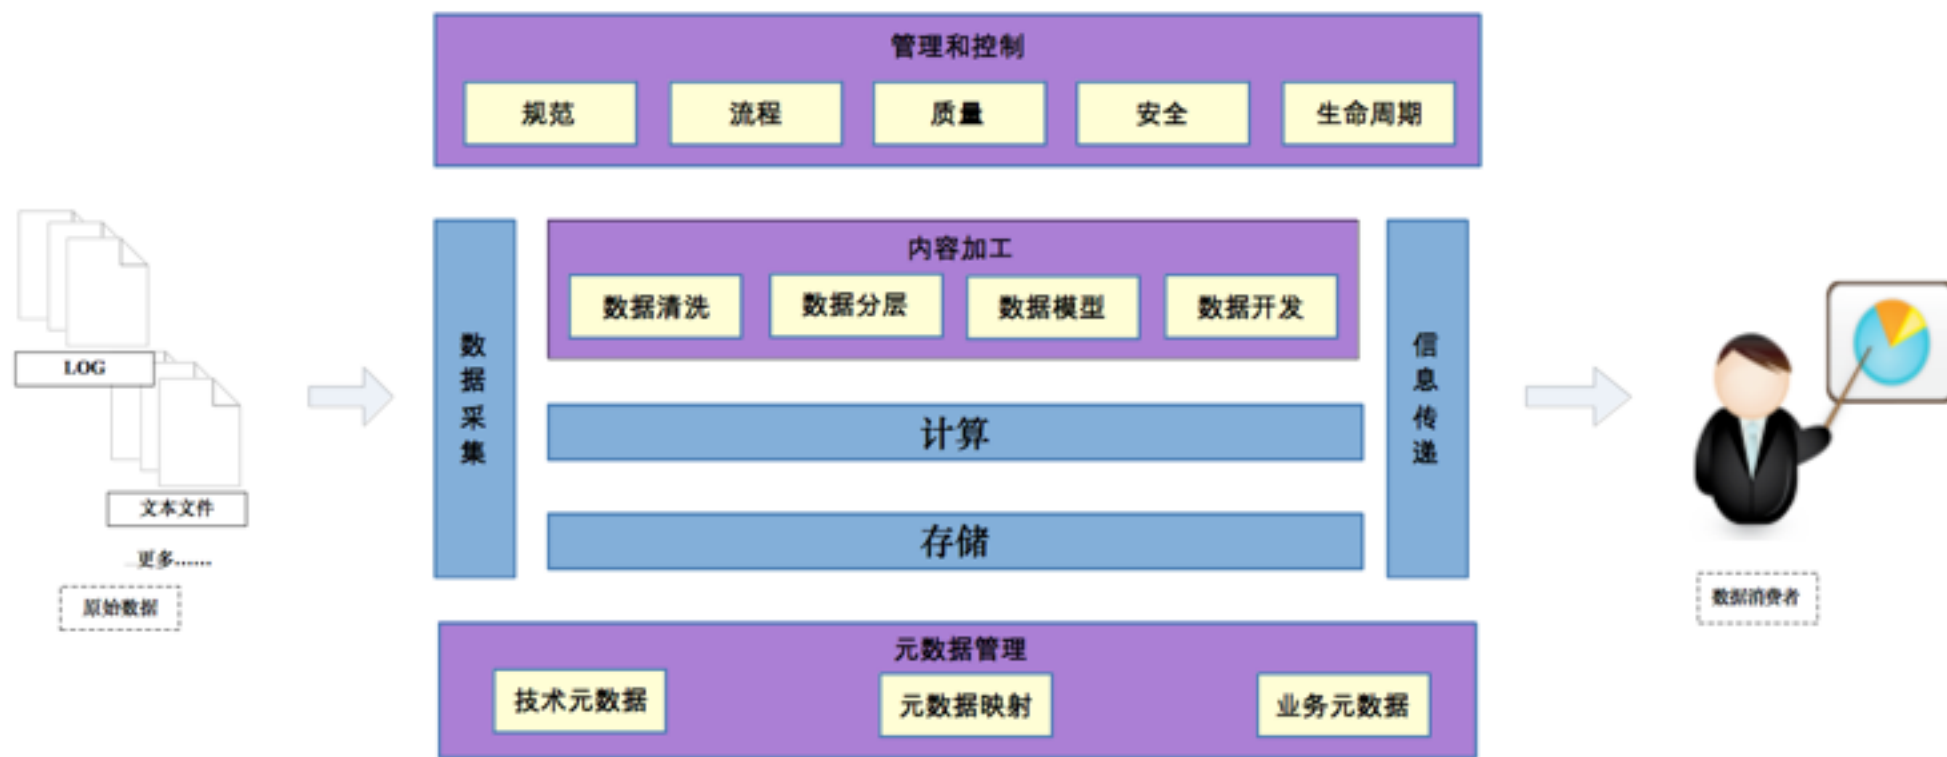 管理和控制
规范
流程
质量
安全
生命周期
LOG
文本文件
更多……
原始数据
数据采集
内容加工
数据清洗
数据分层
数据模型
数据开发
计算
存储
信息传递
数据消费者
元数据管理
技术元数据
元数据映射
业务元数据